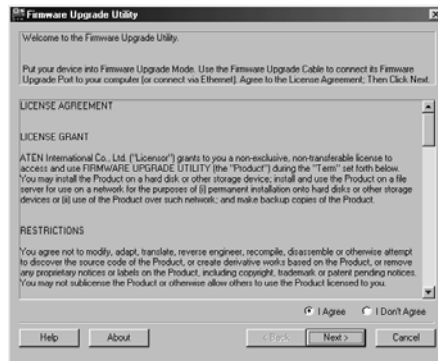 Firmware Upgrade Utility
Welcome to the Firmware Upgrade Utility.
Put your device into Firmware Upgrade Mode. Use the Firmware Upgrade Cable to connect its Firmware
Upgrade Port to your computer (or connect via Ethernet). Agree to the License Agreement; Then Click Next.
LICENSE AGREEMENT
LICENSE GRANT
ATEN International Co., Ltd. ("Licensor") grants to you a non-exclusive, non-transferable license to
access and use FIRMWARE UPGRADE UTILITY (the "Product") during the "Term" set forth below.
You may install the Product on a hard disk or other storage device; install and use the Product on a file
server for use on a network for the purposes of (i) permanent installation onto hard disks or other storage
devices or (ii) use of the Product over such network; and make backup copies of the Product.
RESTRICTIONS
You agree not to modify, adapt, translate, reverse engineer, recompile, disassemble or otherwise attempt
to discover the source code of the Product, or create derivative works based on the Product, or remove
any proprietary notices or labels on the Product, including copyright, trademark or patent pending notices.
You may not sublicense the Product or otherwise allow others to use the Product licensed to you.
I Agree I Don't Agree
Help About < Back Next > Cancel